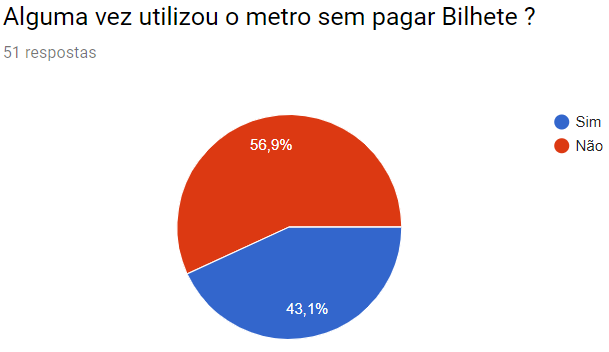 Alguma vez utilizou o metro sem pagar Bilhete ?
51 respostas
Sim
Não
56,9%
43,1%